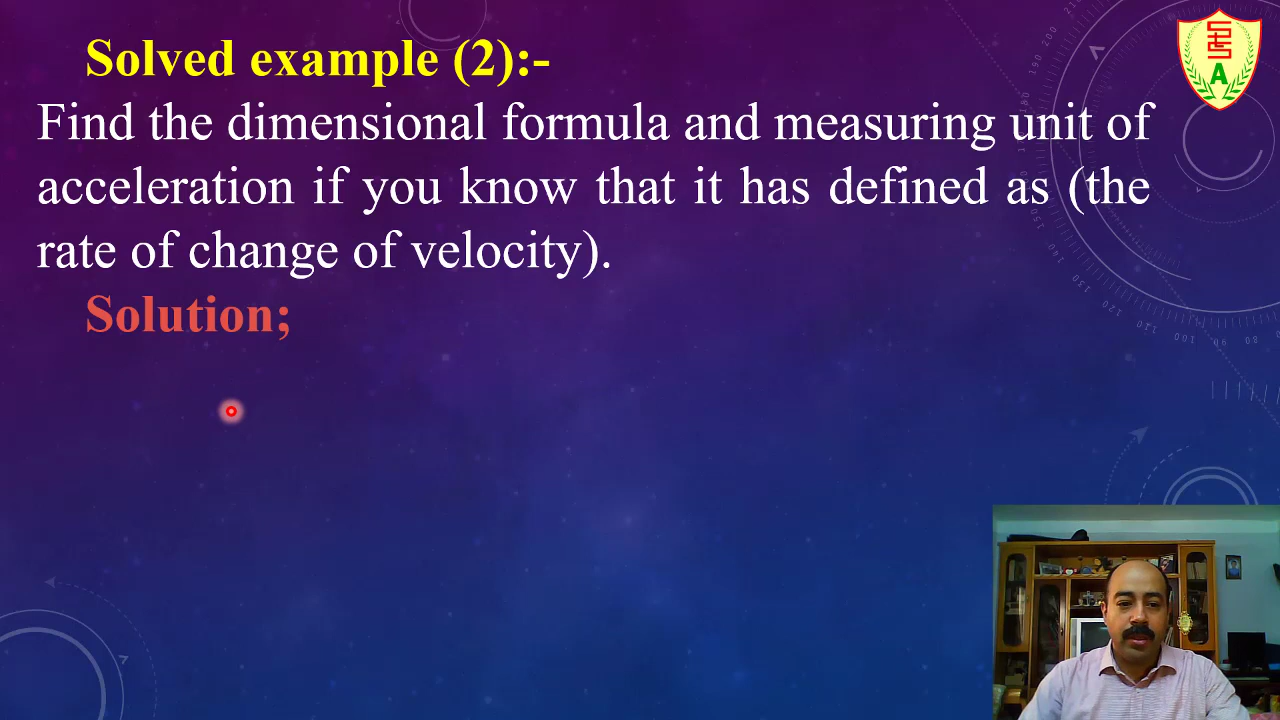 Solved example (2):-
Find the dimensional formula and measuring unit of
acceleration if you know that it has defined as (the
rate of change of velocity).
Solution;
A